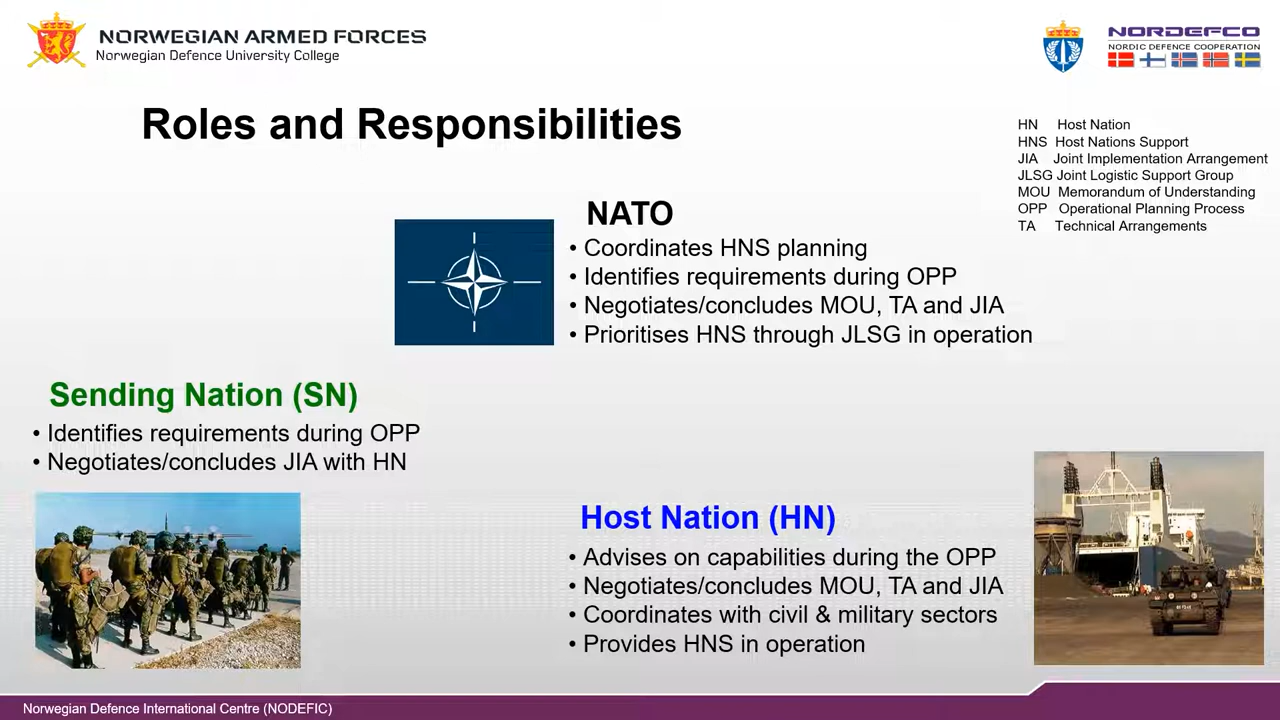 NORWEGIAN ARMED FORCES
Norwegian Defence University College
NORDEFCO
NORDIC DEFENCE COOPERATION
Roles and Responsibilities
HN Host Nation
HNS Host Nations Support
JIA Joint Implementation Arrangement
JLSG Joint Logistic Support Group
MOU Memorandum of Understanding
OPP Operational Planning Process
TA Technical Arrangements
NATO
• Coordinates HNS planning
• Identifies requirements during OPP
• Negotiates/concludes MOU, TA and JIA
• Prioritises HNS through JLSG in operation
Sending Nation (SN)
• Identifies requirements during OPP
• Negotiates/concludes JIA with HN
Host Nation (HN)
• Advises on capabilities during the OPP
• Negotiates/concludes MOU, TA and JIA
• Coordinates with civil & military sectors
• Provides HNS in operation
Norwegian Defence International Centre (NODEFIC)